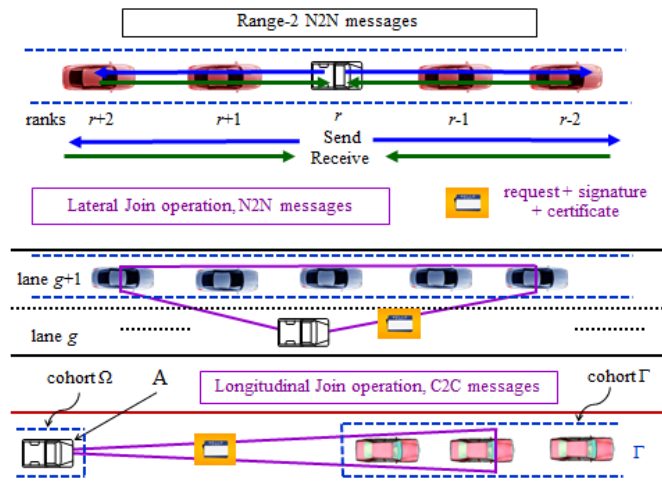 Range-2 N2N messages
ranks r+2 r+1 r r-1 r-2
Send
Receive
Lateral Join operation, N2N messages
request + signature
+ certificate
lane g+1
lane g
cohort Ω
A
Longitudinal Join operation, C2C messages
cohort Γ
Γ